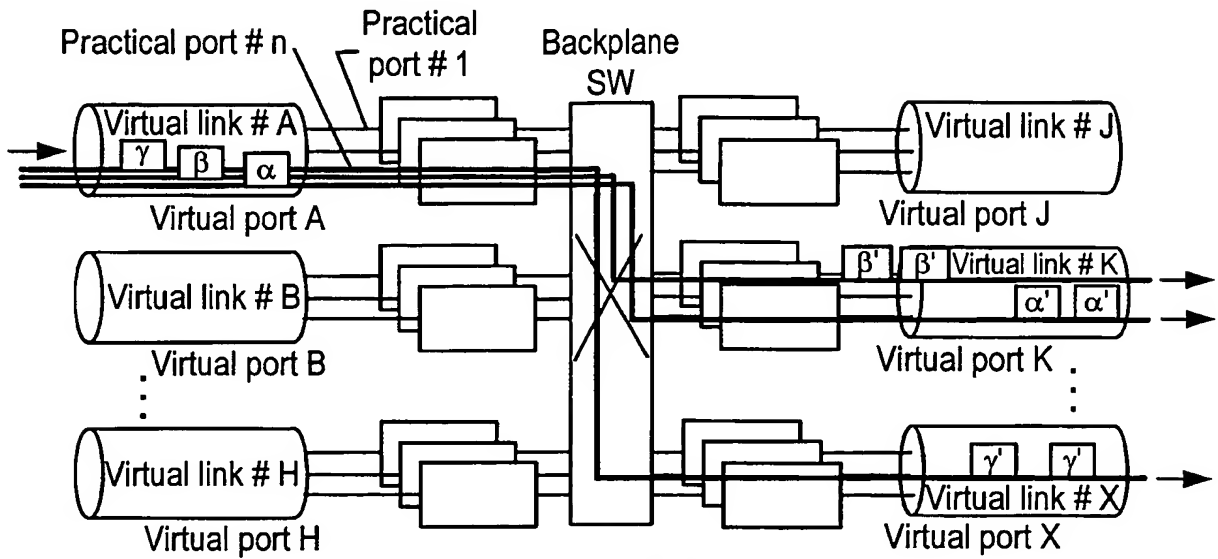 Practical port # n
Practical
port # 1
Backplane
SW
Virtual link # A
γ
β
α
Virtual port A
Virtual link # J
Virtual port J
Virtual link # B
Virtual port B
β'
β'
Virtual link # K
α'
α'
Virtual port K
Virtual link # H
Virtual port H
γ'
γ'
Virtual link # X
Virtual port X